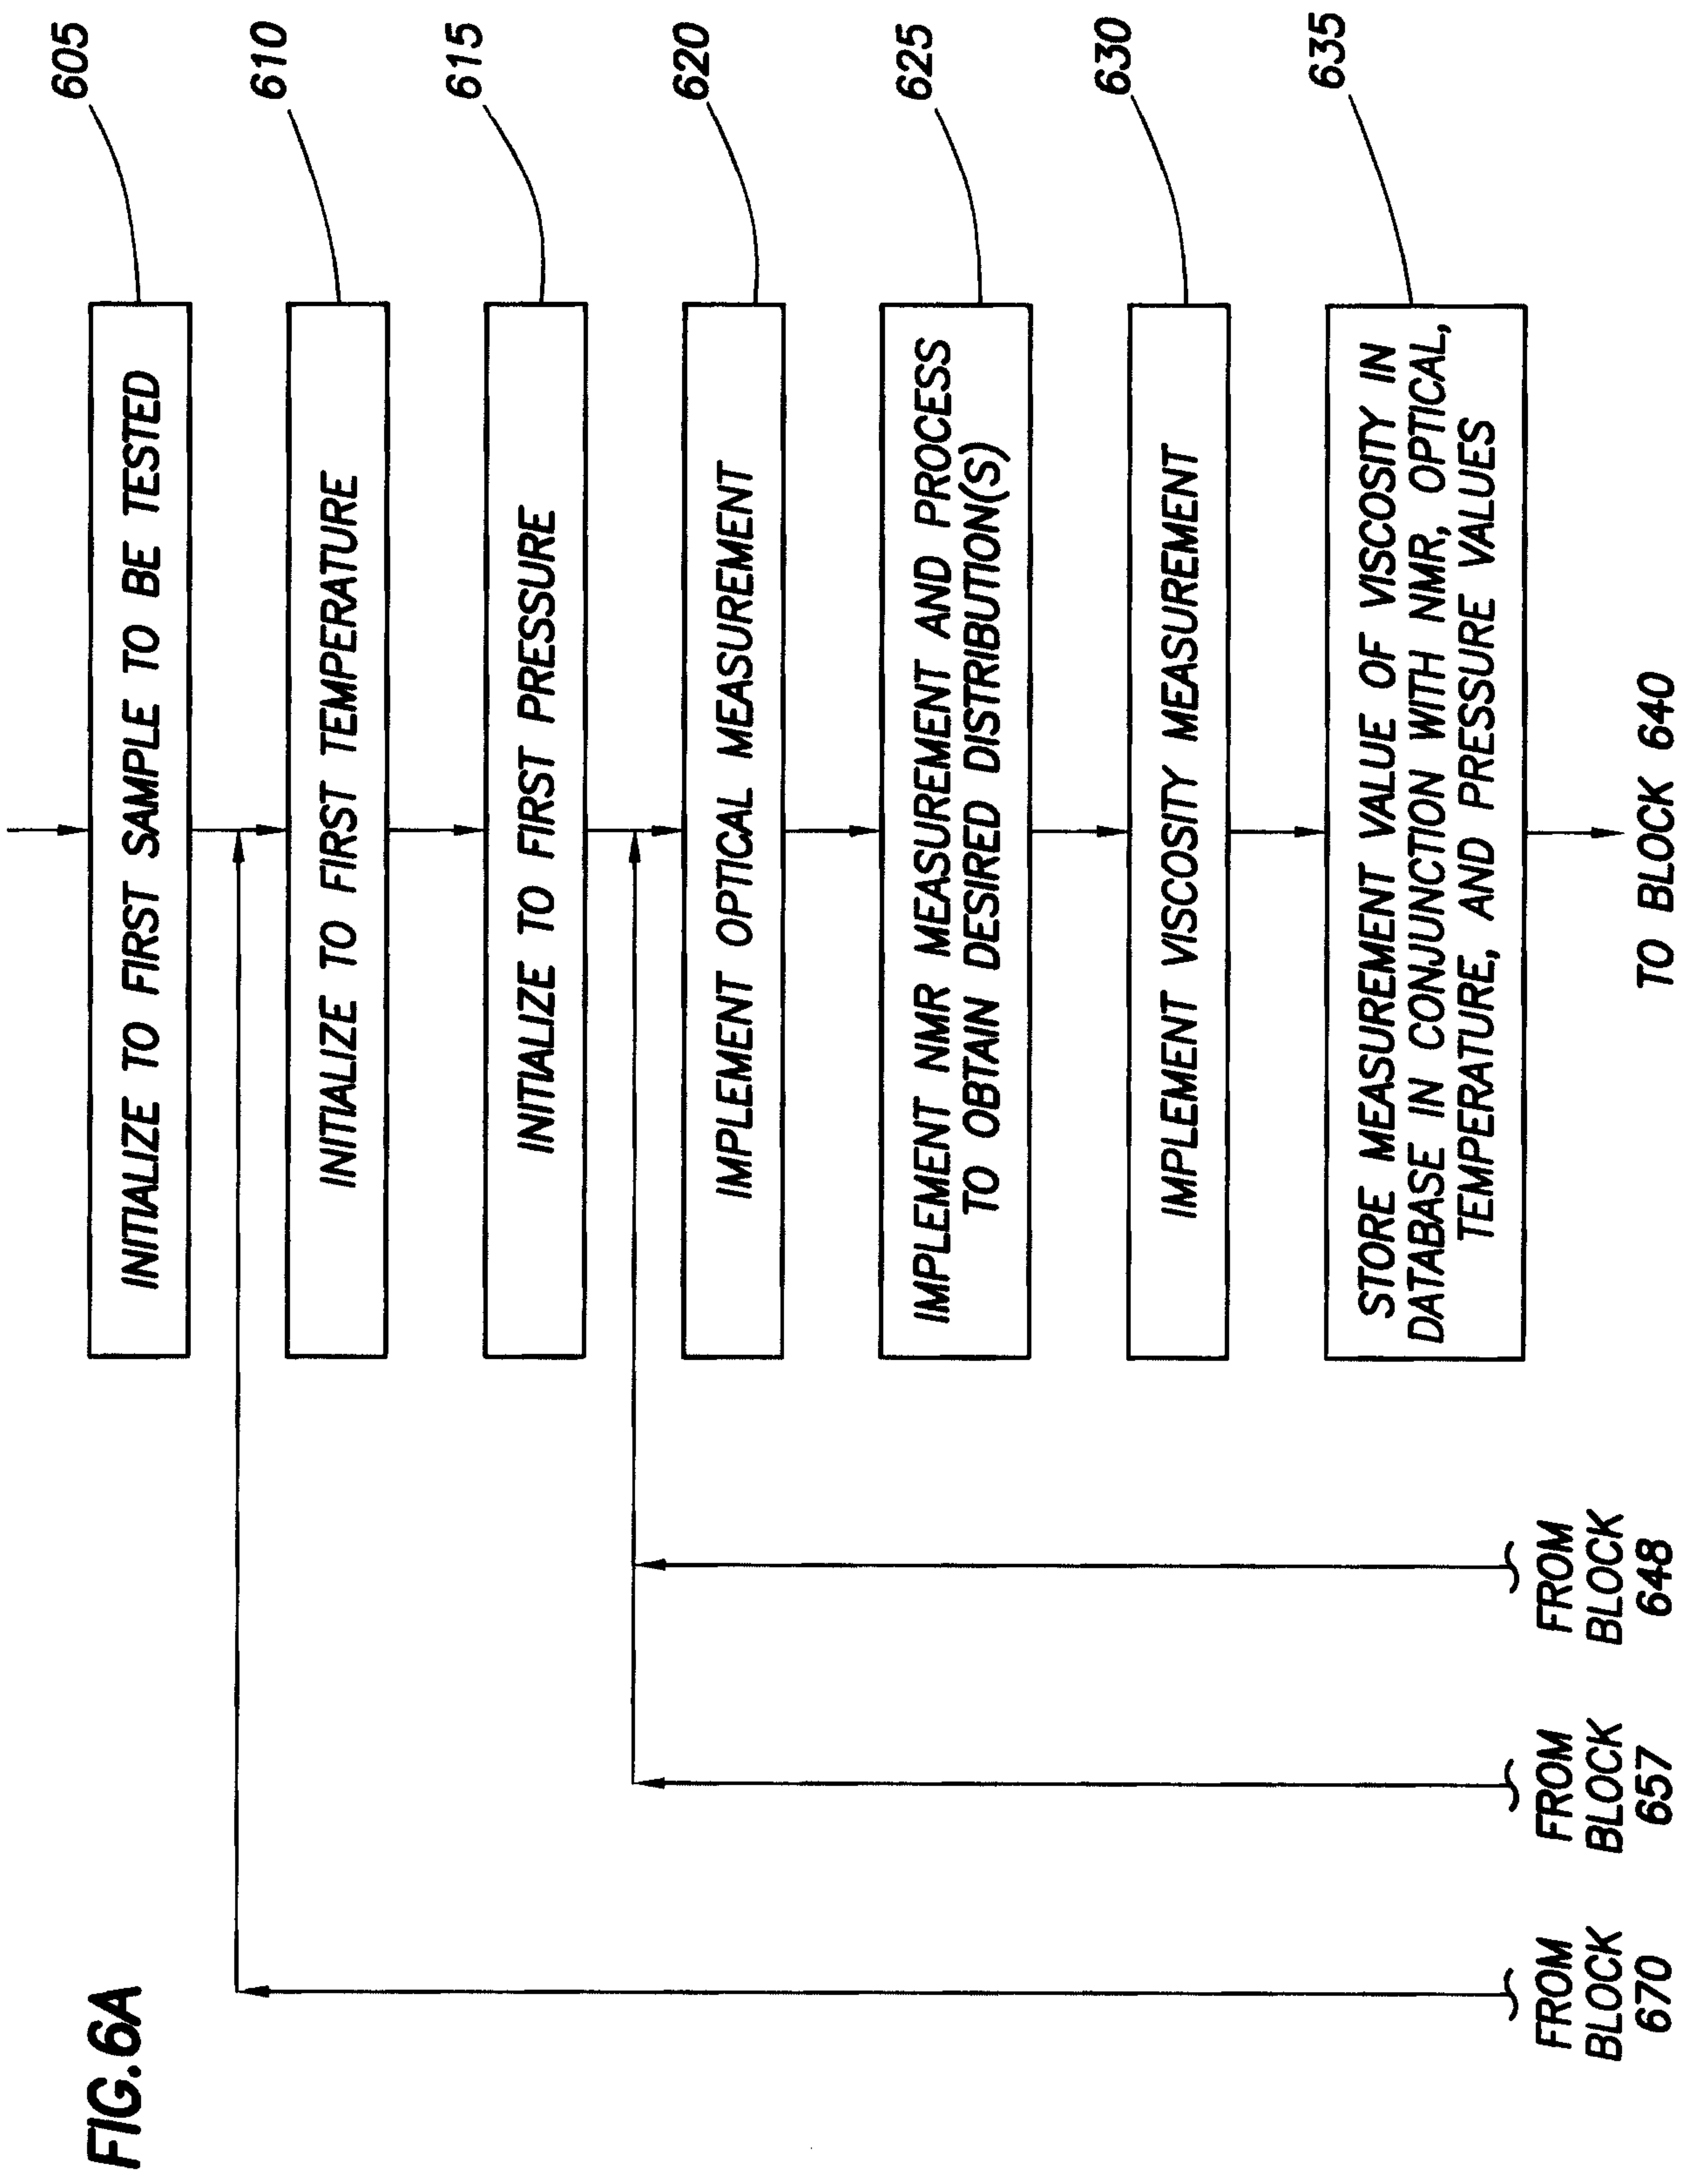 FIG.6A
605
INITIALIZE TO FIRST SAMPLE TO BE TESTED
610
INITIALIZE TO FIRST TEMPERATURE
615
INITIALIZE TO FIRST PRESSURE
620
IMPLEMENT OPTICAL MEASUREMENT
625
IMPLEMENT NMR MEASUREMENT AND PROCESS
TO OBTAIN DESIRED DISTRIBUTION(S)
630
IMPLEMENT VISCOSITY MEASUREMENT
635
STORE MEASUREMENT VALUE OF VISCOSITY IN
DATABASE IN CONJUNCTION WITH NMR, OPTICAL,
TEMPERATURE, AND PRESSURE VALUES
FROM
BLOCK
670
FROM
BLOCK
657
FROM
BLOCK
648
TO BLOCK 640